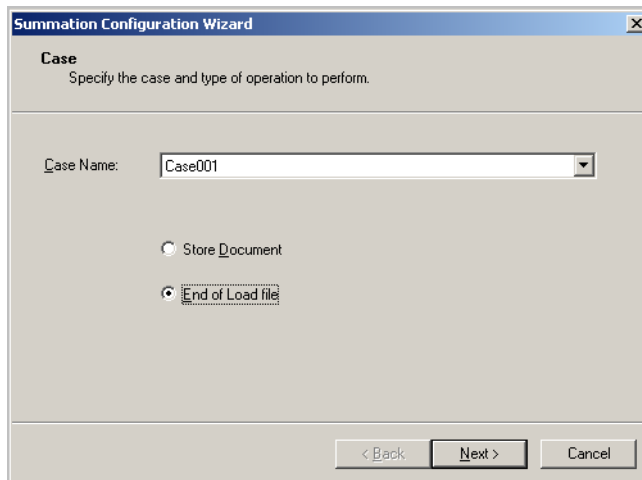 Summation Configuration Wizard
Case
Specify the case and type of operation to perform.
Case Name: Case001
Store Document
End of Load file
< Back Next > Cancel